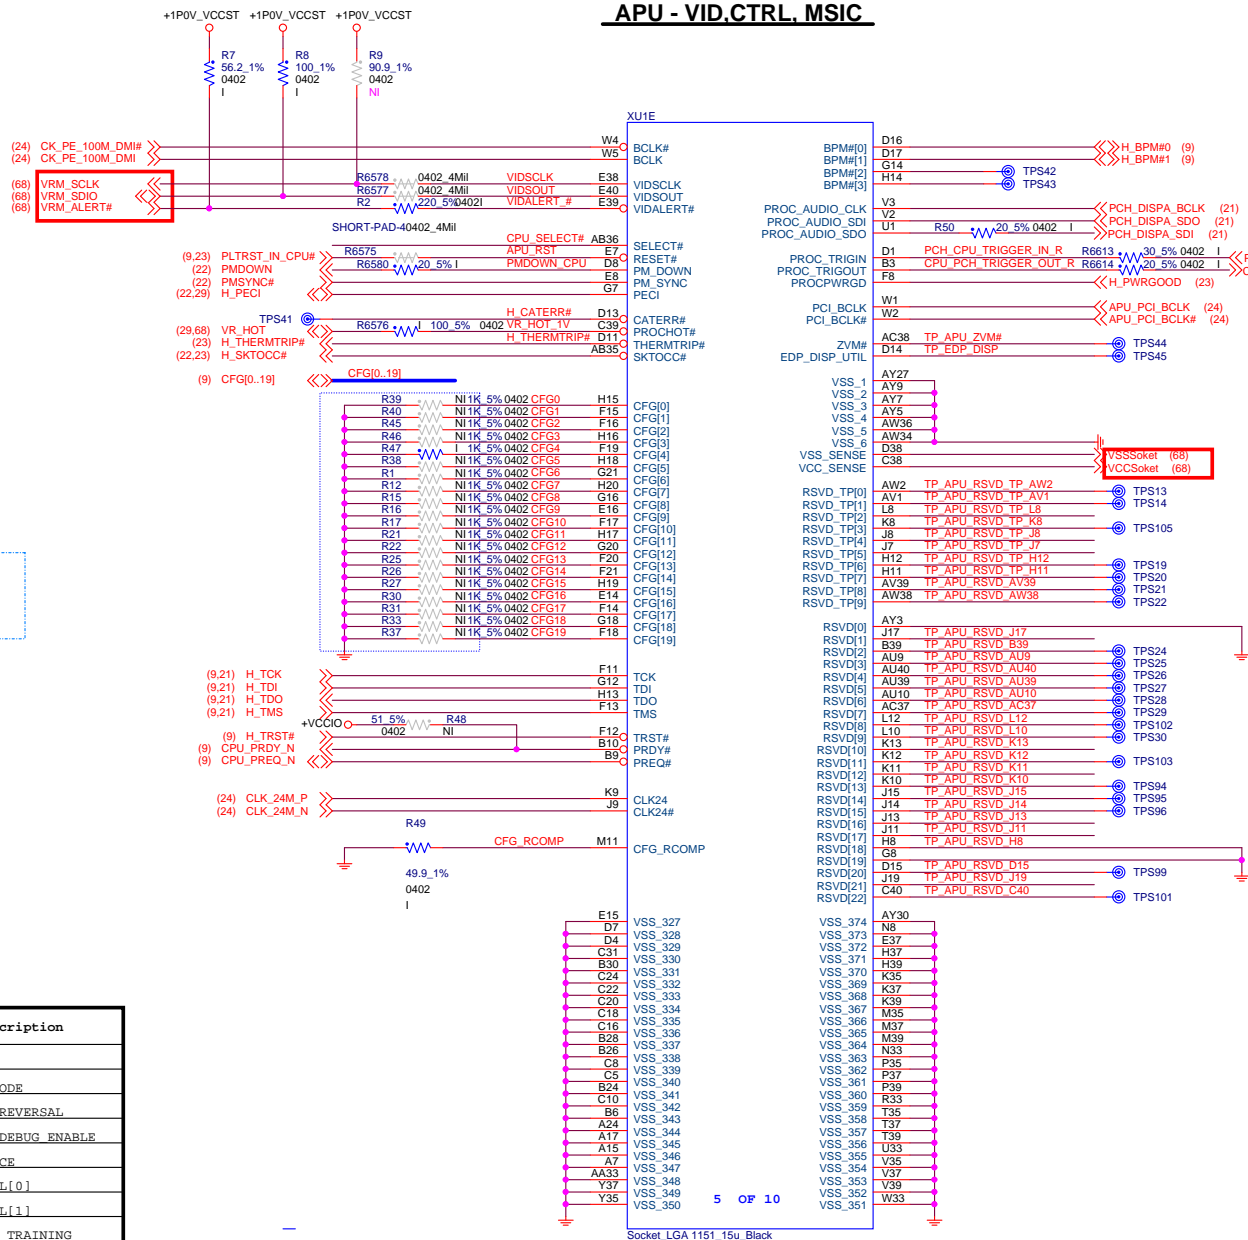 APU - VID,CTRL, MSIC
+1P0V_VCCST +1P0V_VCCST +1P0V_VCCST
R7 R8 R9
56.2_1% 100_1% 90.9_1%
0402 0402 0402
I I NI
XU1E
(24) CK_PE_100M_DMI# W4 BCLK#
(24) CK_PE_100M_DMI W5 BCLK
(68) VRM_SCLK R6578 0402_4Mil VIDSCLK E38 VIDSCLK
(68) VRM_SDIO R6577 0402_4Mil VIDSOUT E40 VIDSOUT
(68) VRM_ALERT# R2 220_5% 0402 I VIDALERT_# E39 VIDALERT#
SHORT-PAD-40402_4Mil
CPU_SELECT# AB36 SELECT#
(9,23) PLTRST_IN_CPU# R6575 APU_RST E7 RESET#
(22) PMDOWN R6580 20_5% I PMDOWN_CPU D8 PM_DOWN
(22) PMSYNC# E8 PM_SYNC
(22,29) H_PECI G7 PECI
TPS41 H_CATERR# D13 CATERR#
(29,68) VR_HOT R6576 I 100_5% 0402 VR_HOT_1V C39 PROCHOT#
(23) H_THERMTRIP# H_THERMTRIP# D11 THERMTRIP#
(22,23) H_SKTOCC# AB35 SKTOCC#
(9) CFG[0..19] CFG[0..19]
R39 NI 1K_5% 0402 CFG0 H15 CFG[0]
R40 NI 1K_5% 0402 CFG1 F15 CFG[1]
R45 NI 1K_5% 0402 CFG2 F16 CFG[2]
R46 NI 1K_5% 0402 CFG3 H16 CFG[3]
R47 I 1K_5% 0402 CFG4 F19 CFG[4]
R38 NI 1K_5% 0402 CFG5 H18 CFG[5]
R1 NI 1K_5% 0402 CFG6 G21 CFG[6]
R12 NI 1K_5% 0402 CFG7 H20 CFG[7]
R15 NI 1K_5% 0402 CFG8 G16 CFG[8]
R16 NI 1K_5% 0402 CFG9 E16 CFG[9]
R17 NI 1K_5% 0402 CFG10 F17 CFG[10]
R21 NI 1K_5% 0402 CFG11 H17 CFG[11]
R22 NI 1K_5% 0402 CFG12 G20 CFG[12]
R25 NI 1K_5% 0402 CFG13 F20 CFG[13]
R26 NI 1K_5% 0402 CFG14 F21 CFG[14]
R27 NI 1K_5% 0402 CFG15 H19 CFG[15]
R30 NI 1K_5% 0402 CFG16 E14 CFG[16]
R31 NI 1K_5% 0402 CFG17 F14 CFG[17]
R33 NI 1K_5% 0402 CFG18 G18 CFG[18]
R37 NI 1K_5% 0402 CFG19 F18 CFG[19]
(9,21) H_TCK F11 TCK
(9,21) H_TDI G12 TDI
(9,21) H_TDO H13 TDO
(9,21) H_TMS F13 TMS
+VCCIO 51_5% R48
0402 NI
(9) H_TRST# F12 TRST#
(9) CPU_PRDY_N B10 PRDY#
(9) CPU_PREQ_N B9 PREQ#
(24) CLK_24M_P K9 CLK24
(24) CLK_24M_N J9 CLK24#
R49 CFG_RCOMP M11 CFG_RCOMP
49.9_1%
0402
I
E15 VSS_327
D7 VSS_328
D4 VSS_329
C31 VSS_330
B30 VSS_331
C24 VSS_332
C22 VSS_333
C20 VSS_334
C18 VSS_335
C16 VSS_336
B28 VSS_337
B26 VSS_338
C8 VSS_339
C5 VSS_340
B24 VSS_341
C10 VSS_342
B6 VSS_343
A24 VSS_344
A17 VSS_345
A15 VSS_346
A7 VSS_347
AA33 VSS_348
Y37 VSS_349
Y35 VSS_350
BPM#[0] D16 H_BPM#0 (9)
BPM#[1] D17 H_BPM#1 (9)
BPM#[2] G14 TPS42
BPM#[3] H14 TPS43
PROC_AUDIO_CLK V3 PCH_DISPA_BCLK (21)
PROC_AUDIO_SDI V2 PCH_DISPA_SDO (21)
PROC_AUDIO_SDO U1 R50 20_5% 0402 I PCH_DISPA_SDI (21)
PROC_TRIGIN D1 PCH_CPU_TRIGGER_IN_R R6613 30_5% 0402 I
PROC_TRIGOUT B3 CPU_PCH_TRIGGER_OUT_R R6614 20_5% 0402 I
PROCPWRGD F8 H_PWRGOOD (23)
PCI_BCLK W1 APU_PCI_BCLK (24)
PCI_BCLK# W2 APU_PCI_BCLK# (24)
ZVM# AC38 TP_APU_ZVM# TPS44
EDP_DISP_UTIL D14 TP_EDP_DISP TPS45
VSS_1 AY27
VSS_2 AY9
VSS_3 AY7
VSS_4 AY5
VSS_5 AW36
VSS_6 AW34
VSS_SENSE D38 VSSSoket (68)
VCC_SENSE C38 VCCSoket (68)
RSVD_TP[0] AW2 TP_APU_RSVD_TP_AW2 TPS13
RSVD_TP[1] AV1 TP_APU_RSVD_TP_AV1 TPS14
RSVD_TP[2] L8 TP_APU_RSVD_TP_L8
RSVD_TP[3] K8 TP_APU_RSVD_TP_K8 TPS105
RSVD_TP[4] J8 TP_APU_RSVD_TP_J8
RSVD_TP[5] J7 TP_APU_RSVD_TP_J7
RSVD_TP[6] H12 TP_APU_RSVD_TP_H12 TPS19
RSVD_TP[7] H11 TP_APU_RSVD_TP_H11 TPS20
RSVD_TP[8] AV39 TP_APU_RSVD_AV39 TPS21
RSVD_TP[9] AW38 TP_APU_RSVD_AW38 TPS22
RSVD[0] AY3
RSVD[1] J17 TP_APU_RSVD_J17
RSVD[2] B39 TP_APU_RSVD_B39 TPS24
RSVD[3] AU9 TP_APU_RSVD_AU9 TPS25
RSVD[4] AU40 TP_APU_RSVD_AU40 TPS26
RSVD[5] AU39 TP_APU_RSVD_AU39 TPS27
RSVD[6] AU10 TP_APU_RSVD_AU10 TPS28
RSVD[7] AC37 TP_APU_RSVD_AC37 TPS29
RSVD[8] L12 TP_APU_RSVD_L12 TPS102
RSVD[9] L10 TP_APU_RSVD_L10 TPS30
RSVD[10] K13 TP_APU_RSVD_K13
RSVD[11] K12 TP_APU_RSVD_K12 TPS103
RSVD[12] K11 TP_APU_RSVD_K11
RSVD[13] K10 TP_APU_RSVD_K10 TPS94
RSVD[14] J15 TP_APU_RSVD_J15 TPS95
RSVD[15] J14 TP_APU_RSVD_J14 TPS96
RSVD[16] J13 TP_APU_RSVD_J13
RSVD[17] J11 TP_APU_RSVD_J11
RSVD[18] H8 TP_APU_RSVD_H8
RSVD[19] G8
RSVD[20] D15 TP_APU_RSVD_D15 TPS99
RSVD[21] J19 TP_APU_RSVD_J19
RSVD[22] C40 TP_APU_RSVD_C40 TPS101
VSS_374 AY30
VSS_373 N8
VSS_372 E37
VSS_371 H37
VSS_370 H39
VSS_369 K35
VSS_368 K37
VSS_367 K39
VSS_366 M35
VSS_365 M37
VSS_364 M39
VSS_363 N33
VSS_362 P35
VSS_361 P37
VSS_360 P39
VSS_359 R33
VSS_358 T35
VSS_357 T37
VSS_356 T39
VSS_355 U33
VSS_354 V35
VSS_353 V37
VSS_352 V39
VSS_351 W33
5 OF 10
Socket_LGA 1151_15u_Black
cription
ODE
REVERSAL
DEBUG ENABLE
CE
L[0]
L[1]
TRAINING